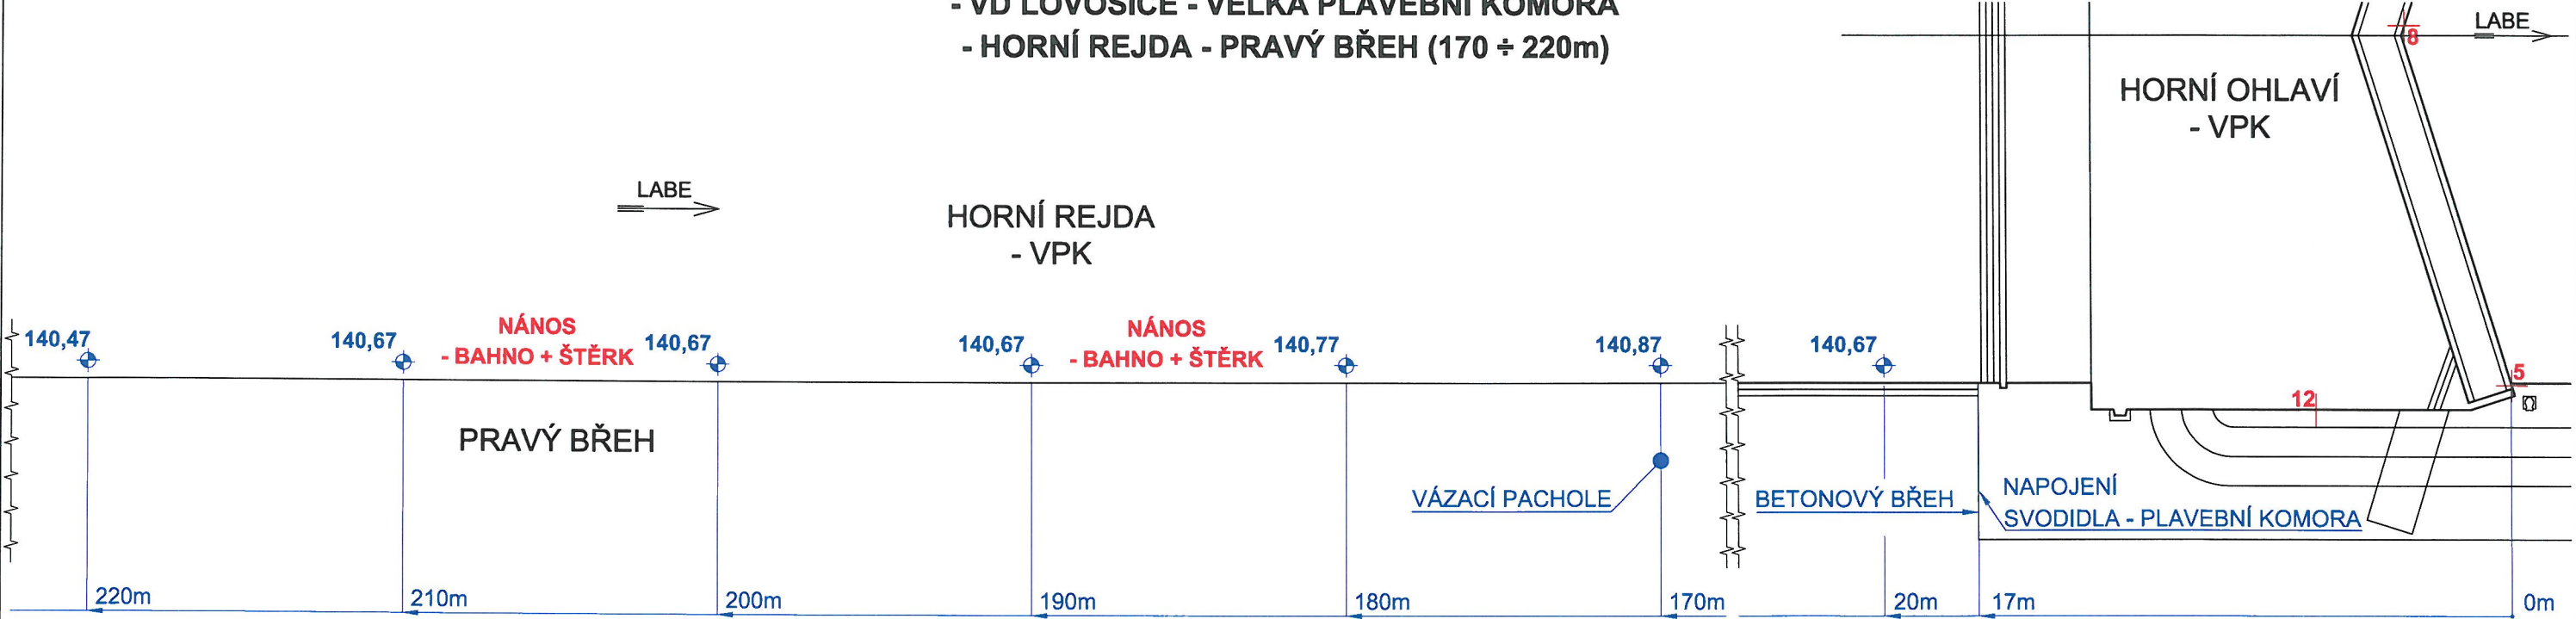 - VD LOVOSICE - VELKÁ PLAVEBNÍ KOMORA
- HORNÍ REJDA - PRAVÝ BŘEH (170 ÷ 220m)
LABE
8
HORNÍ OHLAVÍ
- VPK
LABE
HORNÍ REJDA
- VPK
140,47
140,67
NÁNOS
- BAHNO + ŠTĚRK
140,67
140,67
NÁNOS
- BAHNO + ŠTĚRK
140,77
140,87
140,67
5
12
PRAVÝ BŘEH
VÁZACÍ PACHOLE
BETONOVÝ BŘEH
NAPOJENÍ
SVODIDLA - PLAVEBNÍ KOMORA
220m
210m
200m
190m
180m
170m
20m
17m
0m